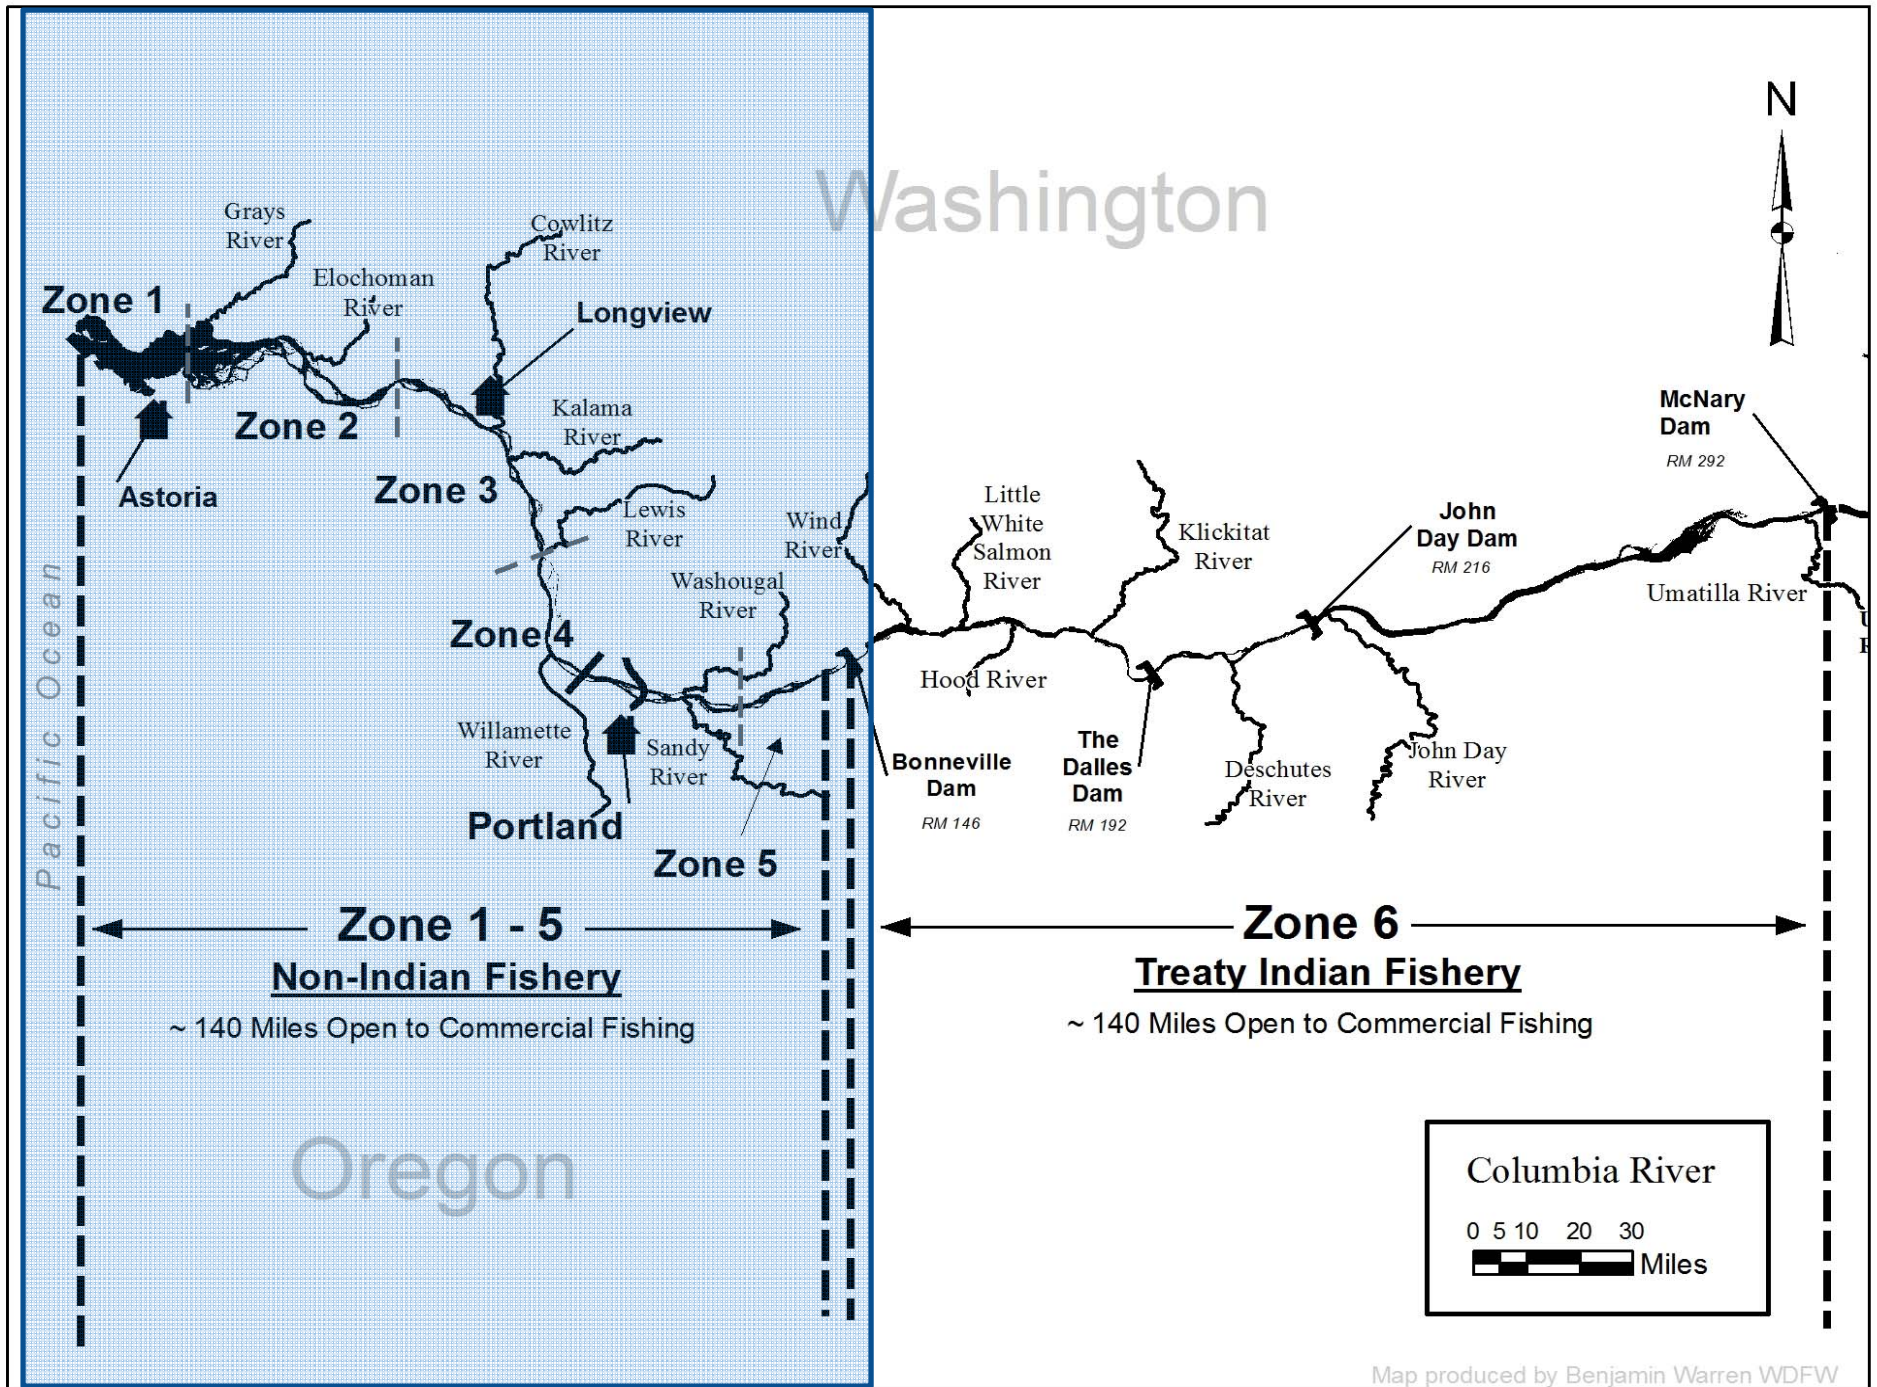 N
Washington
Grays
River
Cowlitz
River
Elochoman
River
Zone 1
Longview
Kalama
River
Zone 2
Astoria
Zone 3
Lewis
River
Wind
River
Washougal
River
Zone 4
Pacific Ocean
Willamette
River
Sandy
River
Portland
Zone 5
Little
White
Salmon
River
Klickitat
River
Hood River
John
Day Dam
RM 216
McNary
Dam
RM 292
Umatilla River
Bonneville
Dam
RM 146
The
Dalles
Dam
RM 192
Deschutes
River
John Day
River
Zone 1 - 5
Non-Indian Fishery
~ 140 Miles Open to Commercial Fishing
Zone 6
Treaty Indian Fishery
~ 140 Miles Open to Commercial Fishing
Oregon
Columbia River
0 5 10 20 30
Miles
Map produced by Benjamin Warren WDFW